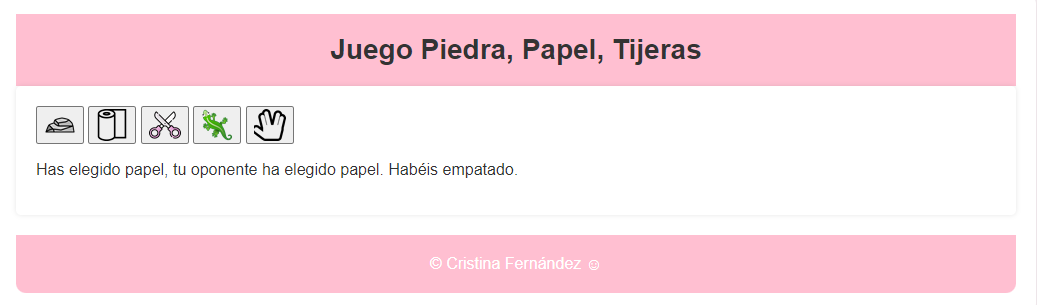 Juego Piedra, Papel, Tijeras
Has elegido papel, tu oponente ha elegido papel. Habéis empatado.
© Cristina Fernández ☺